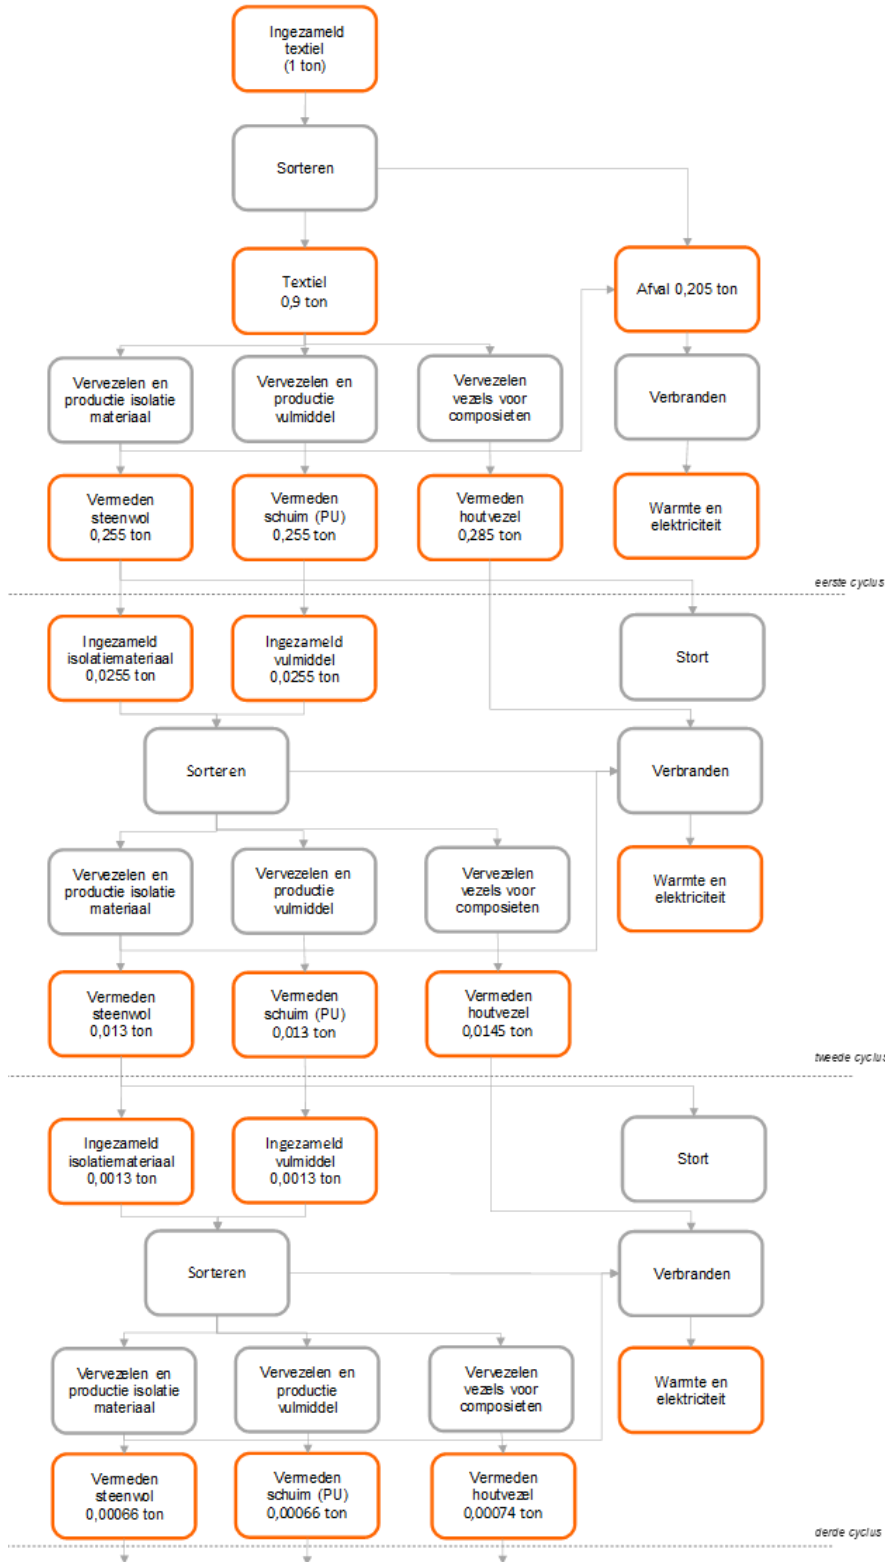 Ingezameld
textiel
(1 ton)
Sorteren
Textiel
0,9 ton
Afval 0,205 ton
Vervezelen en
productie isolatie
materiaal
Vervezelen en
productie
vulmiddel
Vervezelen
vezels voor
composieten
Verbranden
Vermeden
steenwol
0,255 ton
Vermeden
schuim (PU)
0,255 ton
Vermeden
houtvezel
0,285 ton
Warmte en
elektriciteit
eerste cyclus
Ingezameld
isolatiemateriaal
0,0255 ton
Ingezameld
vulmiddel
0,0255 ton
Stort
Sorteren
Verbranden
Vervezelen en
productie isolatie
materiaal
Vervezelen en
productie
vulmiddel
Vervezelen
vezels voor
composieten
Warmte en
elektriciteit
Vermeden
steenwol
0,013 ton
Vermeden
schuim (PU)
0,013 ton
Vermeden
houtvezel
0,0145 ton
tweede cyclus
Ingezameld
isolatiemateriaal
0,0013 ton
Ingezameld
vulmiddel
0,0013 ton
Stort
Sorteren
Verbranden
Vervezelen en
productie isolatie
materiaal
Vervezelen en
productie
vulmiddel
Vervezelen
vezels voor
composieten
Warmte en
elektriciteit
Vermeden
steenwol
0,00066 ton
Vermeden
schuim (PU)
0,00066 ton
Vermeden
houtvezel
0,00074 ton
derde cyclus